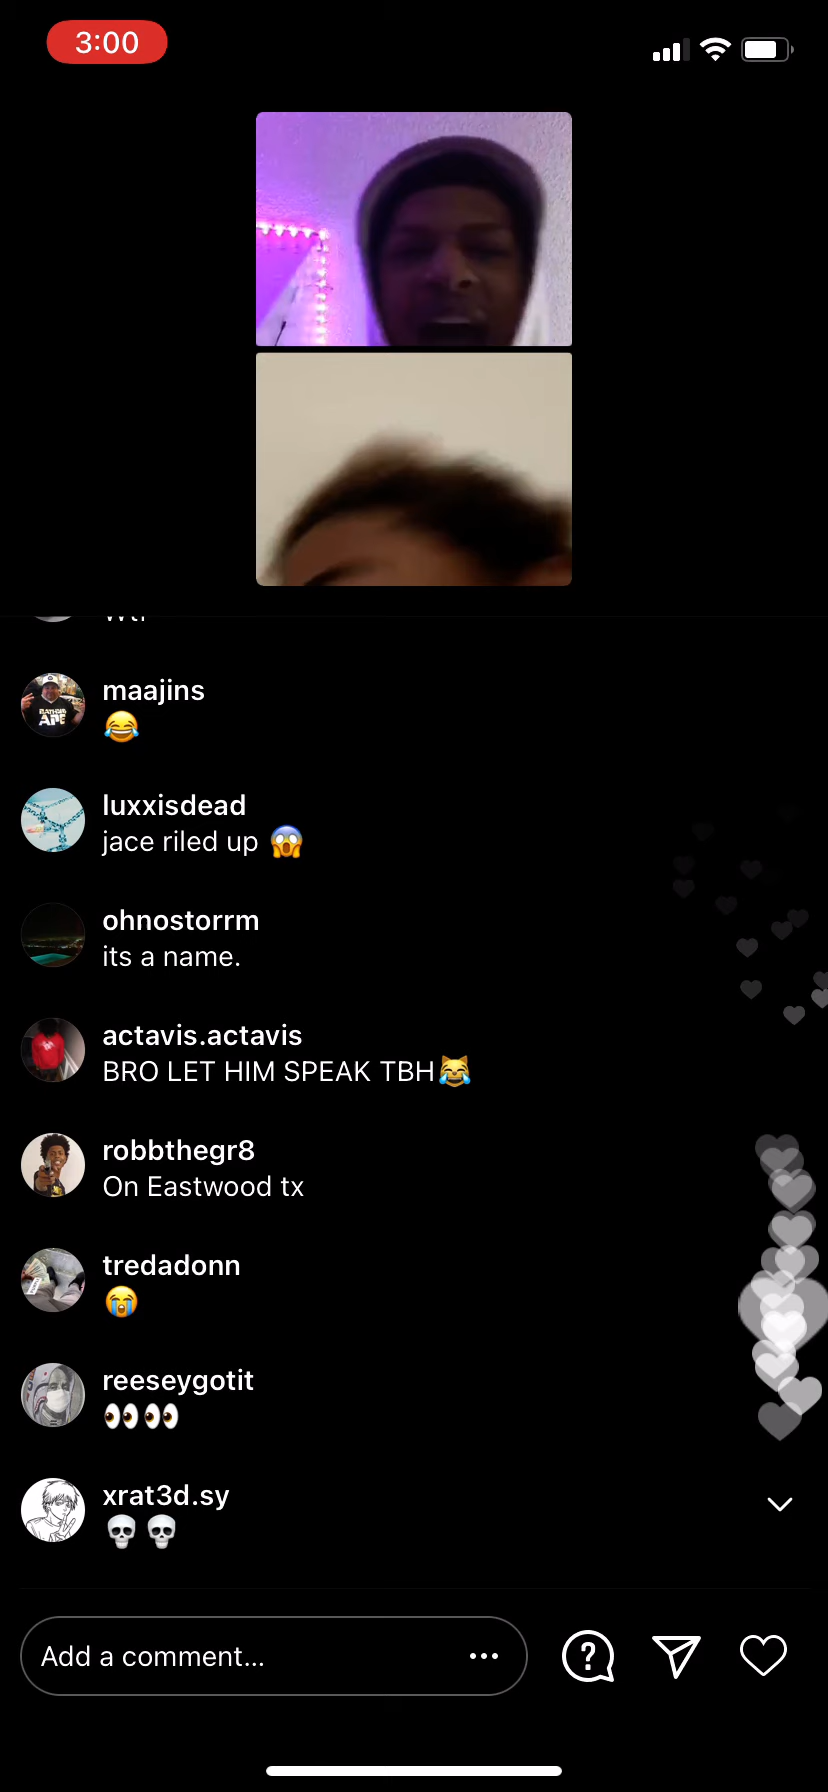 3:00
maajins
😂
luxxisdead
jace riled up 😱
ohnostorrm
its a name.
actavis.actavis
BRO LET HIM SPEAK TBH😹
robbthegr8
On Eastwood tx
tredadonn
😭
reeseygotit
👀👀
xrat3d.sy
💀💀
Add a comment...